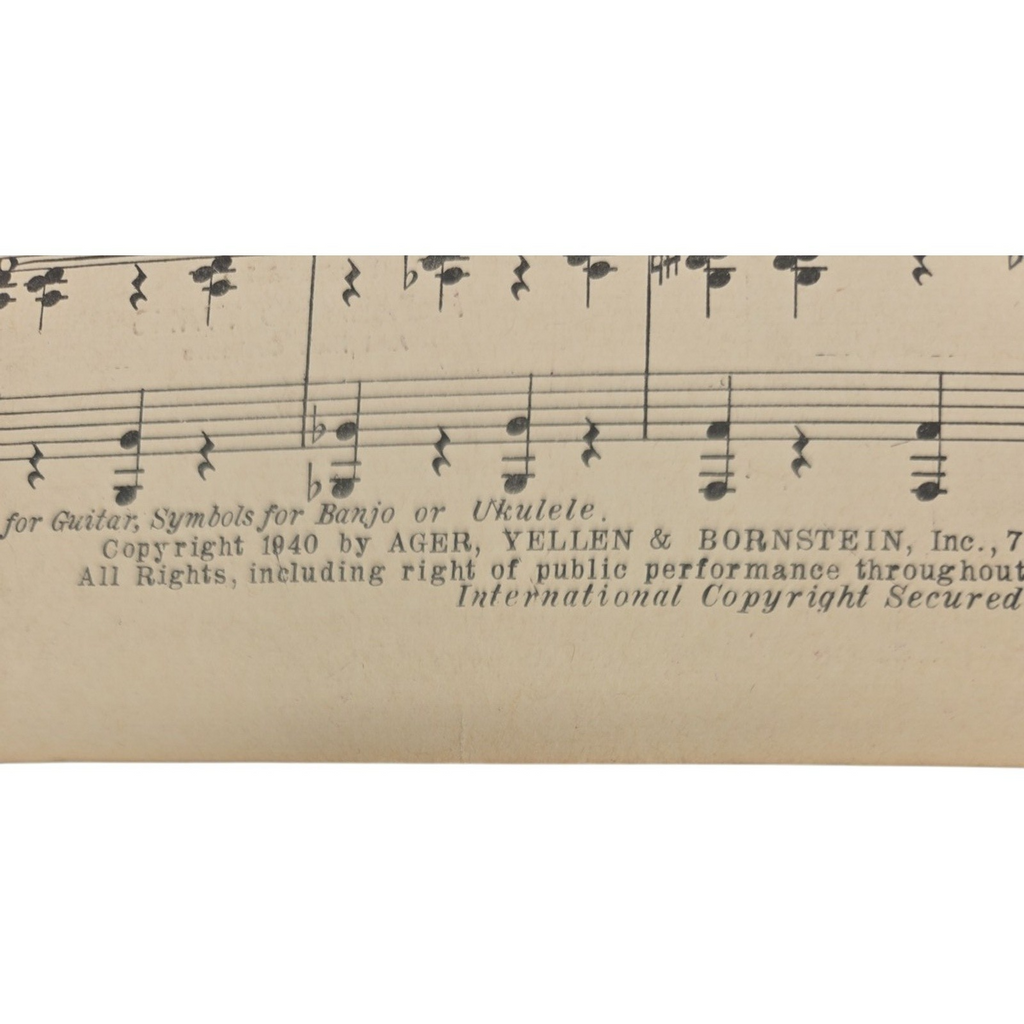 for Guitar, Symbols for Banjo or Ukulele.
Copyright 1940 by AGER, YELLEN & BORNSTEIN, Inc., 7
All Rights, including right of public performance throughout
International Copyright Secured